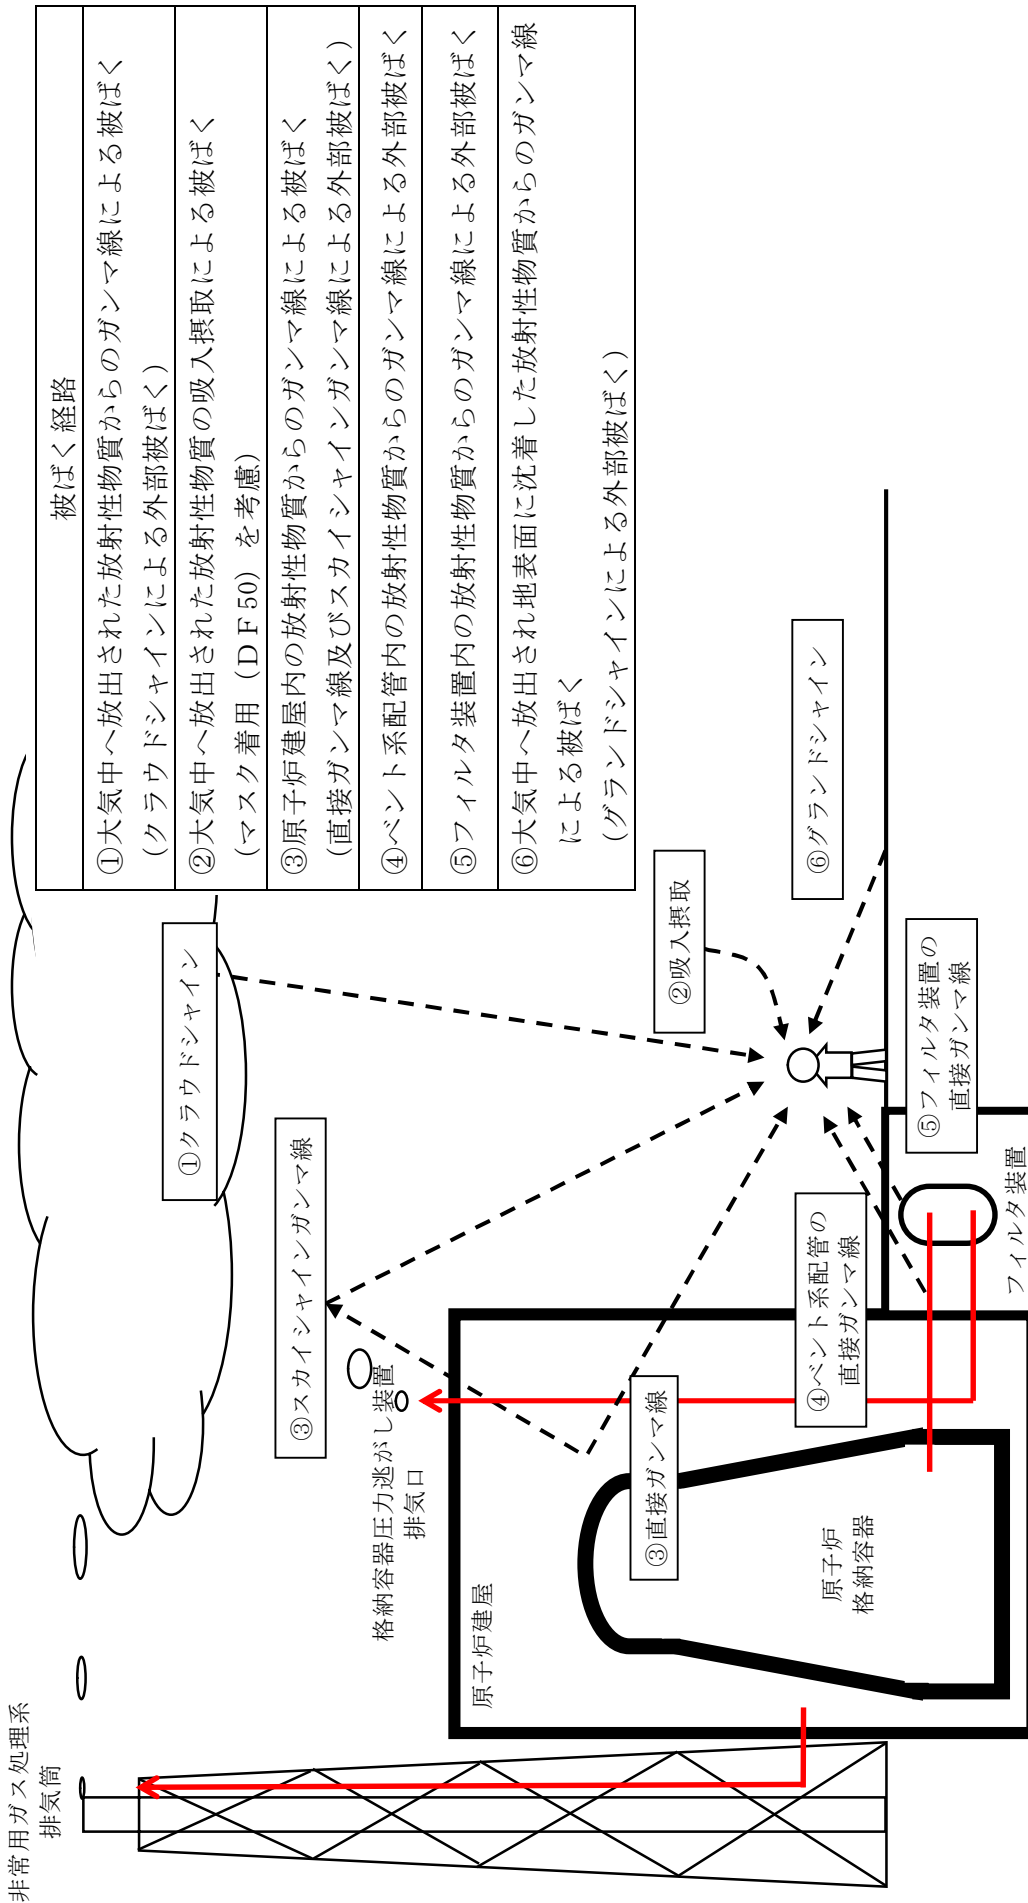 被ばく経路
①大気中へ放出された放射性物質からのガンマ線による被ばく
(クラウドシャインによる外部被ばく)
②大気中へ放出された放射性物質の吸入摂取による被ばく
(マスク着用（ＤＦ50）を考慮)
③原子炉建屋内の放射性物質からのガンマ線による被ばく
(直接ガンマ線及びスカイシャインガンマ線による外部被ばく)
④ベント系配管内の放射性物質からのガンマ線による外部被ばく
⑤フィルタ装置内の放射性物質からのガンマ線による外部被ばく
⑥大気中へ放出され地表面に沈着した放射性物質からのガンマ線
による被ばく
(グランドシャインによる外部被ばく)
非常用ガス処理系
排気筒
①クラウドシャイン
③スカイシャインガンマ線
格納容器圧力逃がし装置
排気口
原子炉建屋
③直接ガンマ線
原子炉
格納容器
②吸入摂取
⑥グランドシャイン
④ベント系配管の
直接ガンマ線
⑤フィルタ装置の
直接ガンマ線
フィルタ装置